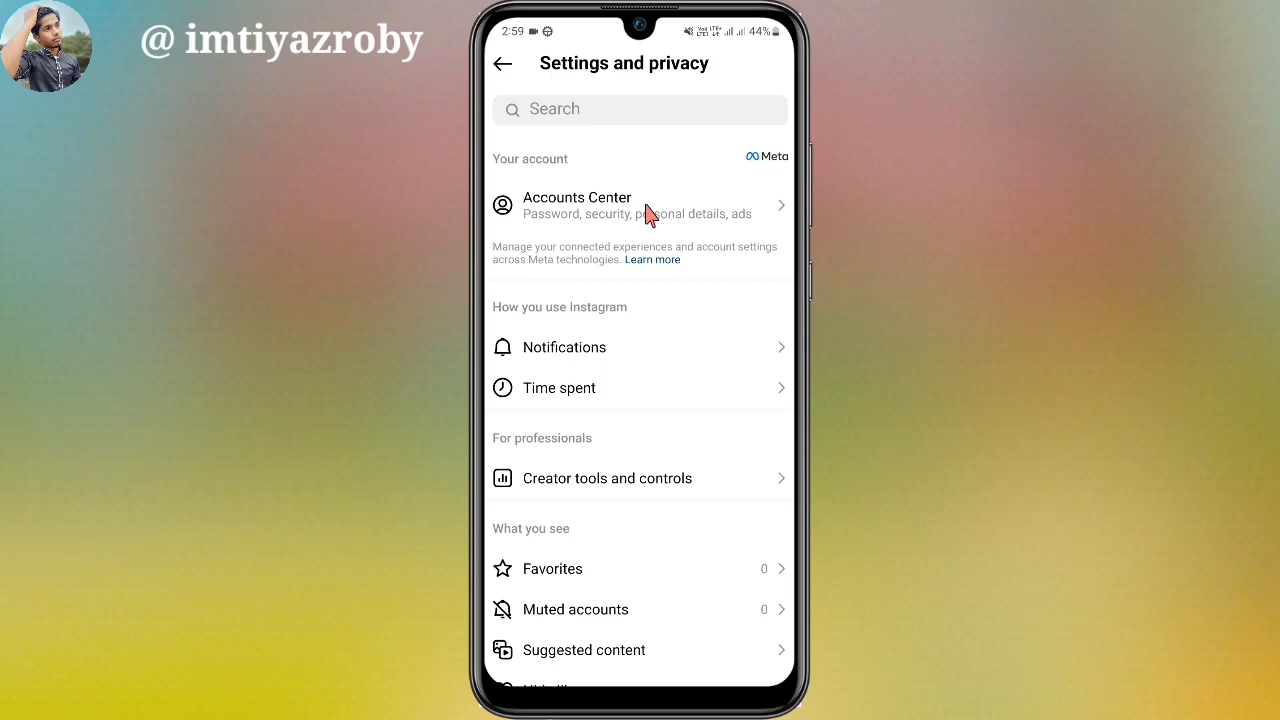 @ imtiyazroby
2:59
44%
Settings and privacy
Search
Your account
Meta
Accounts Center
Password, security, personal details, ads
Manage your connected experiences and account settings
across Meta technologies. Learn more
How you use Instagram
Notifications
Time spent
For professionals
Creator tools and controls
What you see
Favorites 0
Muted accounts 0
Suggested content